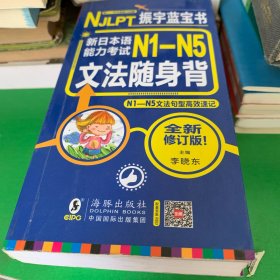 NJLPT 振宇蓝宝书
新日本语
能力考试
N1-N5
文法随身背
N1—N5文法句型高效速记
全新
修订版!
主编
李晓东
CIPG
海豚出版社
DOLPHIN BOOKS
中国国际出版集团